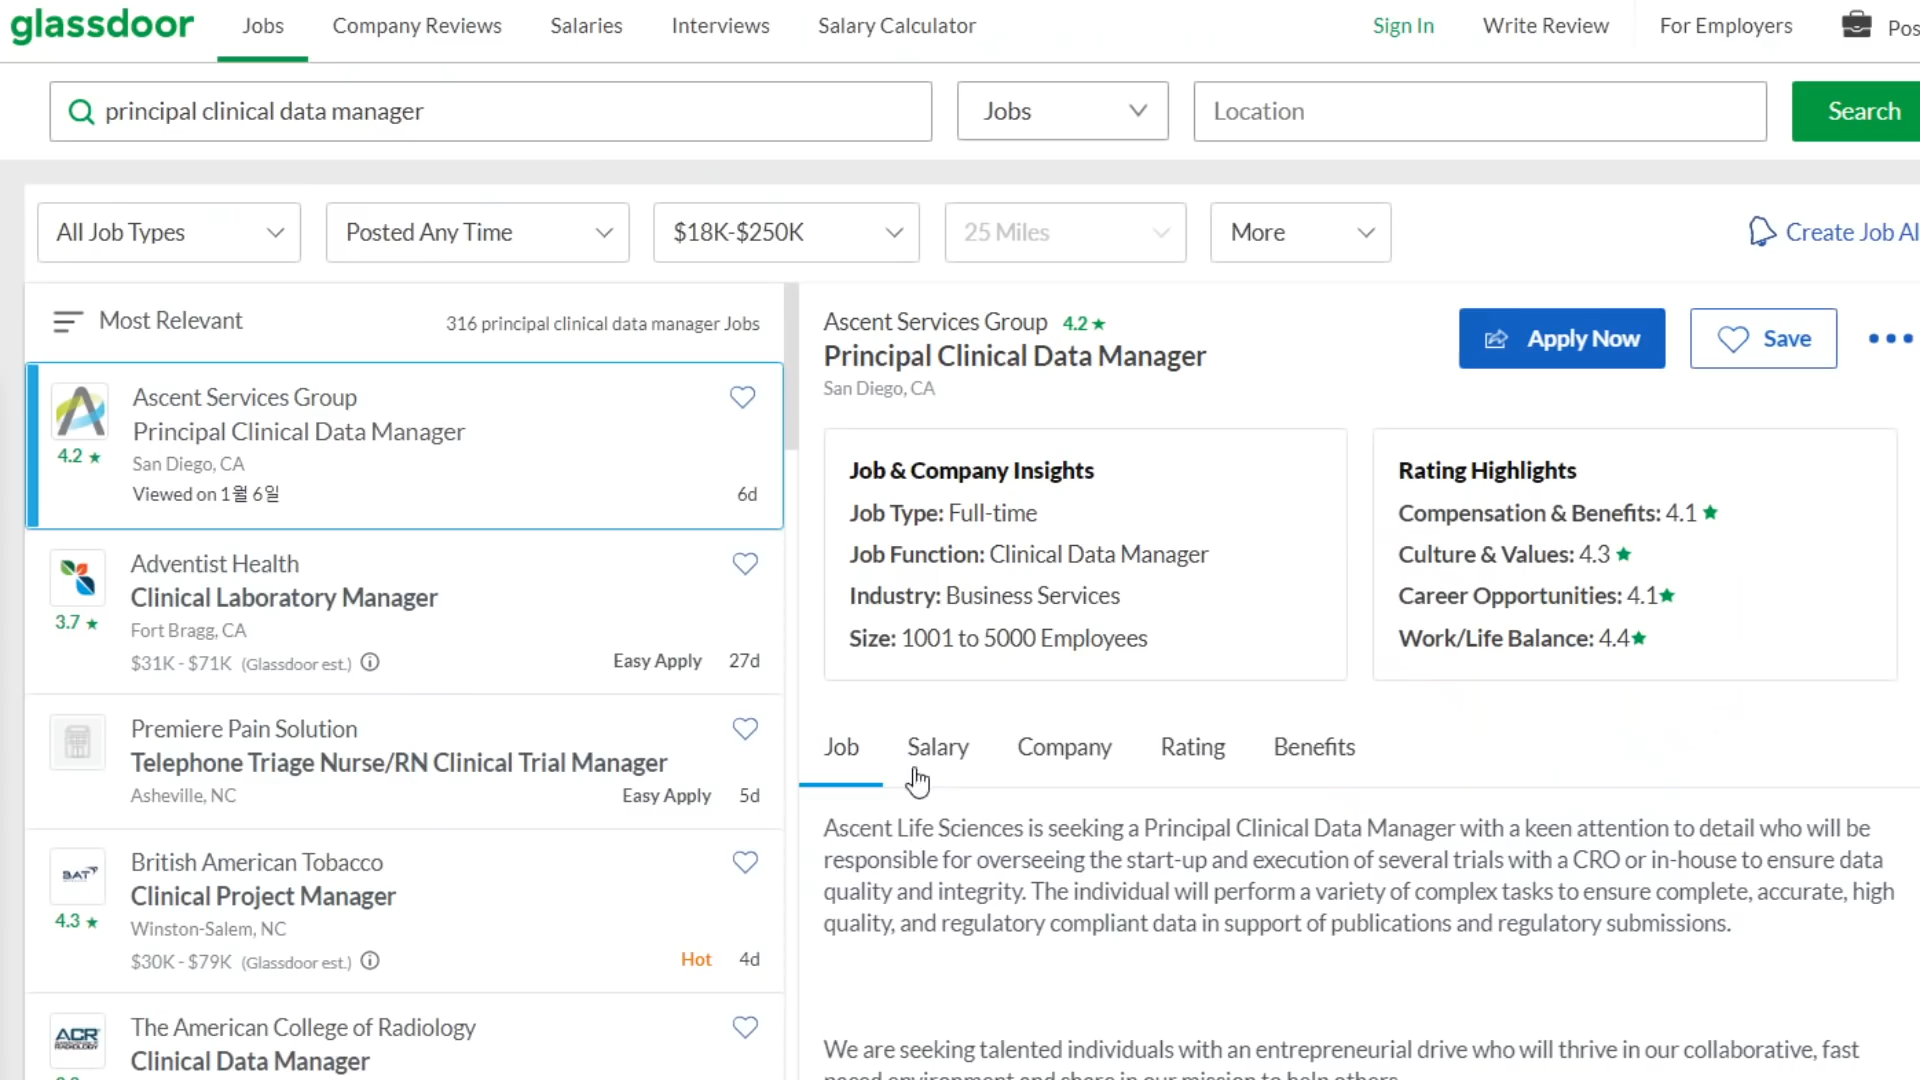 glassdoor
Jobs
Company Reviews
Salaries
Interviews
Salary Calculator
Sign In
Write Review
For Employers
Pos
principal clinical data manager
Jobs
Location
Search
All Job Types
Posted Any Time
$18K-$250K
25 Miles
More
Create Job Al
Most Relevant
316 principal clinical data manager Jobs
Ascent Services Group
Principal Clinical Data Manager
4.2 ★
San Diego, CA
Viewed on 1월 6일
6d
Adventist Health
Clinical Laboratory Manager
3.7 ★
Fort Bragg, CA
$31K - $71K (Glassdoor est.)
Easy Apply
27d
Premiere Pain Solution
Telephone Triage Nurse/RN Clinical Trial Manager
Asheville, NC
Easy Apply
5d
British American Tobacco
BAT
Clinical Project Manager
4.3 ★
Winston-Salem, NC
$30K - $79K (Glassdoor est.)
Hot
4d
The American College of Radiology
ACR
RADIOLOGY
Clinical Data Manager
Ascent Services Group 4.2 ★
Principal Clinical Data Manager
San Diego, CA
Apply Now
Save
Job & Company Insights
Job Type: Full-time
Job Function: Clinical Data Manager
Industry: Business Services
Size: 1001 to 5000 Employees
Rating Highlights
Compensation & Benefits: 4.1 ★
Culture & Values: 4.3 ★
Career Opportunities: 4.1★
Work/Life Balance: 4.4★
Job
Salary
Company
Rating
Benefits
Ascent Life Sciences is seeking a Principal Clinical Data Manager with a keen attention to detail who will be
responsible for overseeing the start-up and execution of several trials with a CRO or in-house to ensure data
quality and integrity. The individual will perform a variety of complex tasks to ensure complete, accurate, high
quality, and regulatory compliant data in support of publications and regulatory submissions.
We are seeking talented individuals with an entrepreneurial drive who will thrive in our collaborative, fast
paced environment and share in our mission to help others.